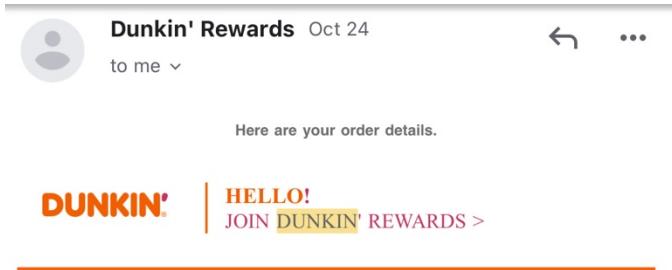 Dunkin' Rewards Oct 24
to me
Here are your order details.
DUNKIN'
HELLO!
JOIN DUNKIN' REWARDS >